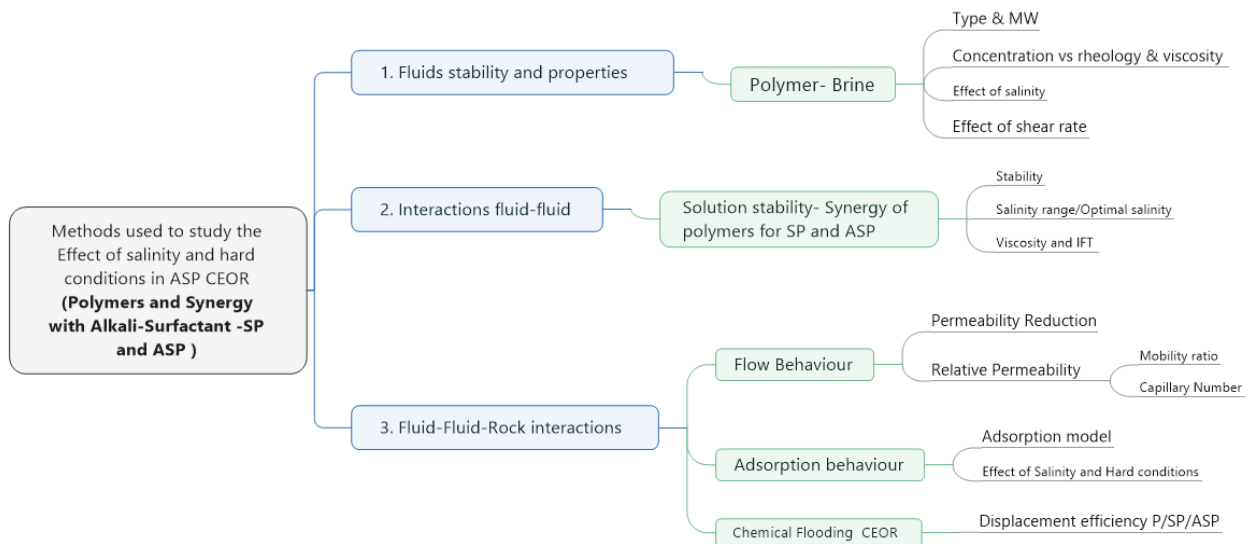 Methods used to study the
Effect of salinity and hard
conditions in ASP CEOR
(Polymers and Synergy
with Alkali-Surfactant -SP
and ASP )
1. Fluids stability and properties
Polymer- Brine
Type & MW
Concentration vs rheology & viscosity
Effect of salinity
Effect of shear rate
2. Interactions fluid-fluid
Solution stability- Synergy of
polymers for SP and ASP
Stability
Salinity range/Optimal salinity
Viscosity and IFT
3. Fluid-Fluid-Rock interactions
Flow Behaviour
Permeability Reduction
Relative Permeability
Mobility ratio
Capillary Number
Adsorption behaviour
Adsorption model
Effect of Salinity and Hard conditions
Chemical Flooding CEOR
Displacement efficiency P/SP/ASP